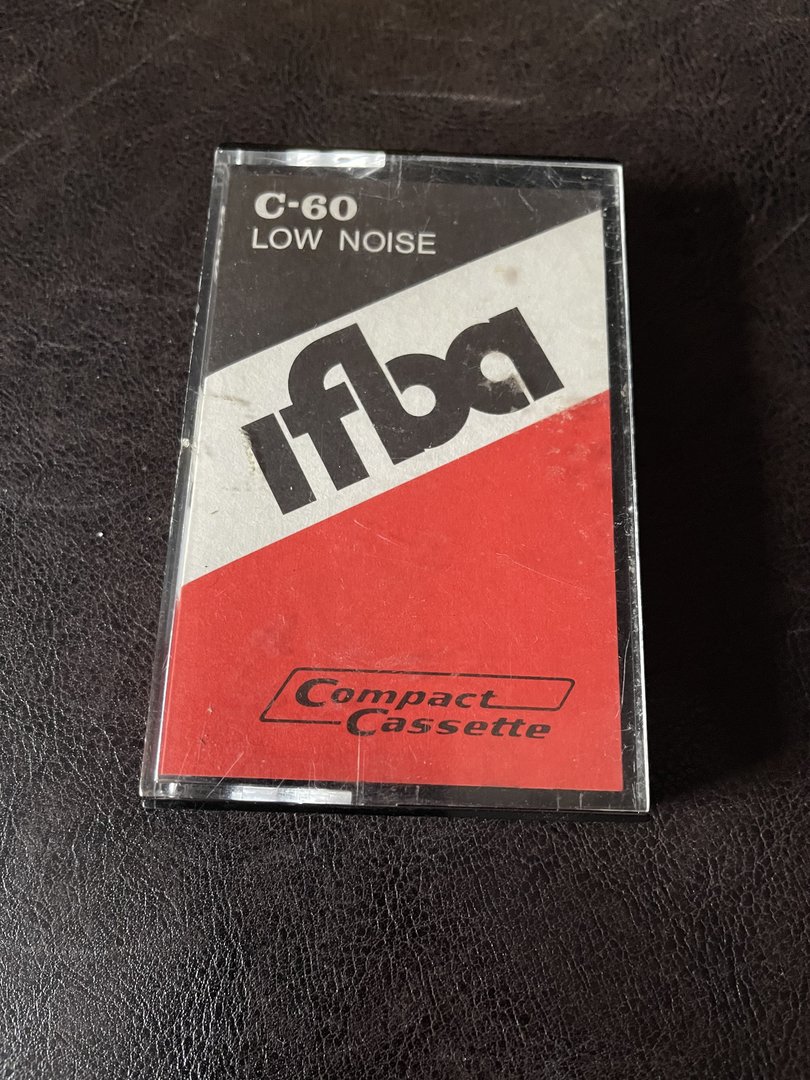 C-60
LOW NOISE
Ifba
Compact
Cassette